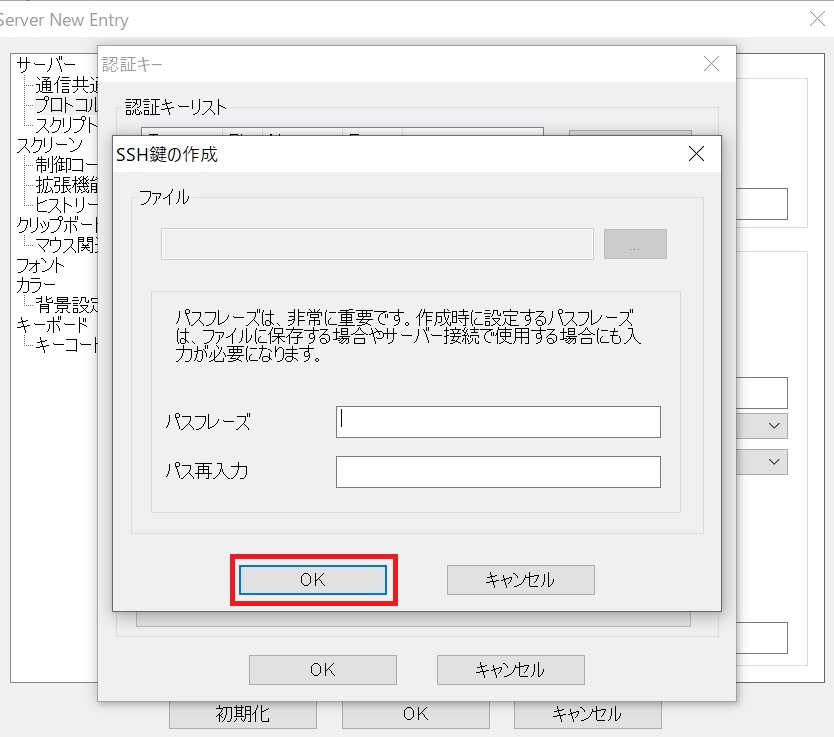 Server New Entry
認証キー
サーバー
通信共通
プロトコル
スクリプト
スクリーン
制御コー
拡張機能
ヒストリー
クリップボード
マウス関
フォント
カラー
背景設定
キーボード
キーコード
認証キーリスト
SSH鍵の作成
ファイル
...
パスフレーズは、非常に重要です。作成時に設定するパスフレーズ
は、ファイルに保存する場合やサーバー接続で使用する場合にも入
力が必要になります。
パスフレーズ
パス再入力
OK
キャンセル
OK
キャンセル
初期化
OK
キャンセル